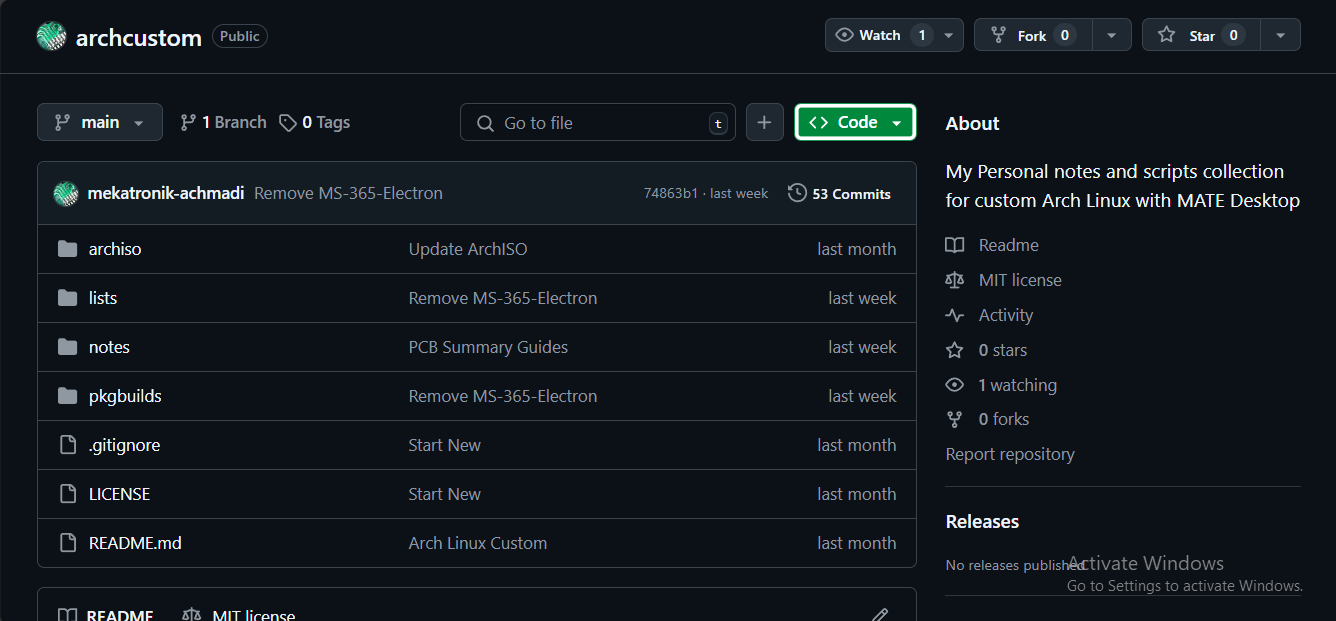 archcustom Public Watch 1 Fork 0 Star 0
main 1 Branch 0 Tags Go to file t + <> Code
mekatronik-achmadi Remove MS-365-Electron 74863b1 · last week 53 Commits
archiso Update ArchISO last month
lists Remove MS-365-Electron last week
notes PCB Summary Guides last week
pkgbuilds Remove MS-365-Electron last week
.gitignore Start New last month
LICENSE Start New last month
README.md Arch Linux Custom last month
README MIT license
About
My Personal notes and scripts collection
for custom Arch Linux with MATE Desktop
Readme
MIT license
Activity
0 stars
1 watching
0 forks
Report repository
Releases
No releases published
Activate Windows
Go to Settings to activate Windows.